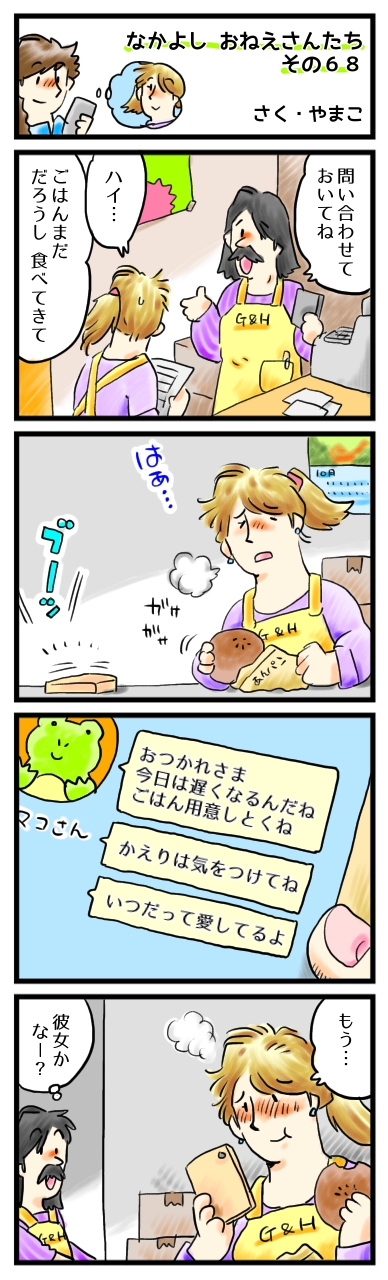 なかよし おねえさんたち
その６８
さく・やまこ
問い合わせて
おいてね
G&H
ハイ…
ごはんまだ
だろうし 食べてきて
はぁ…
10月
ブーッ
ガサ
ガサ
G&H
あんパン
おつかれさま
今日は遅くなるんだね
ごはん用意しとくね
マコさん
かえりは気をつけてね
いつだって愛してるよ
もう…
彼女か
なー？
G&H
G&H